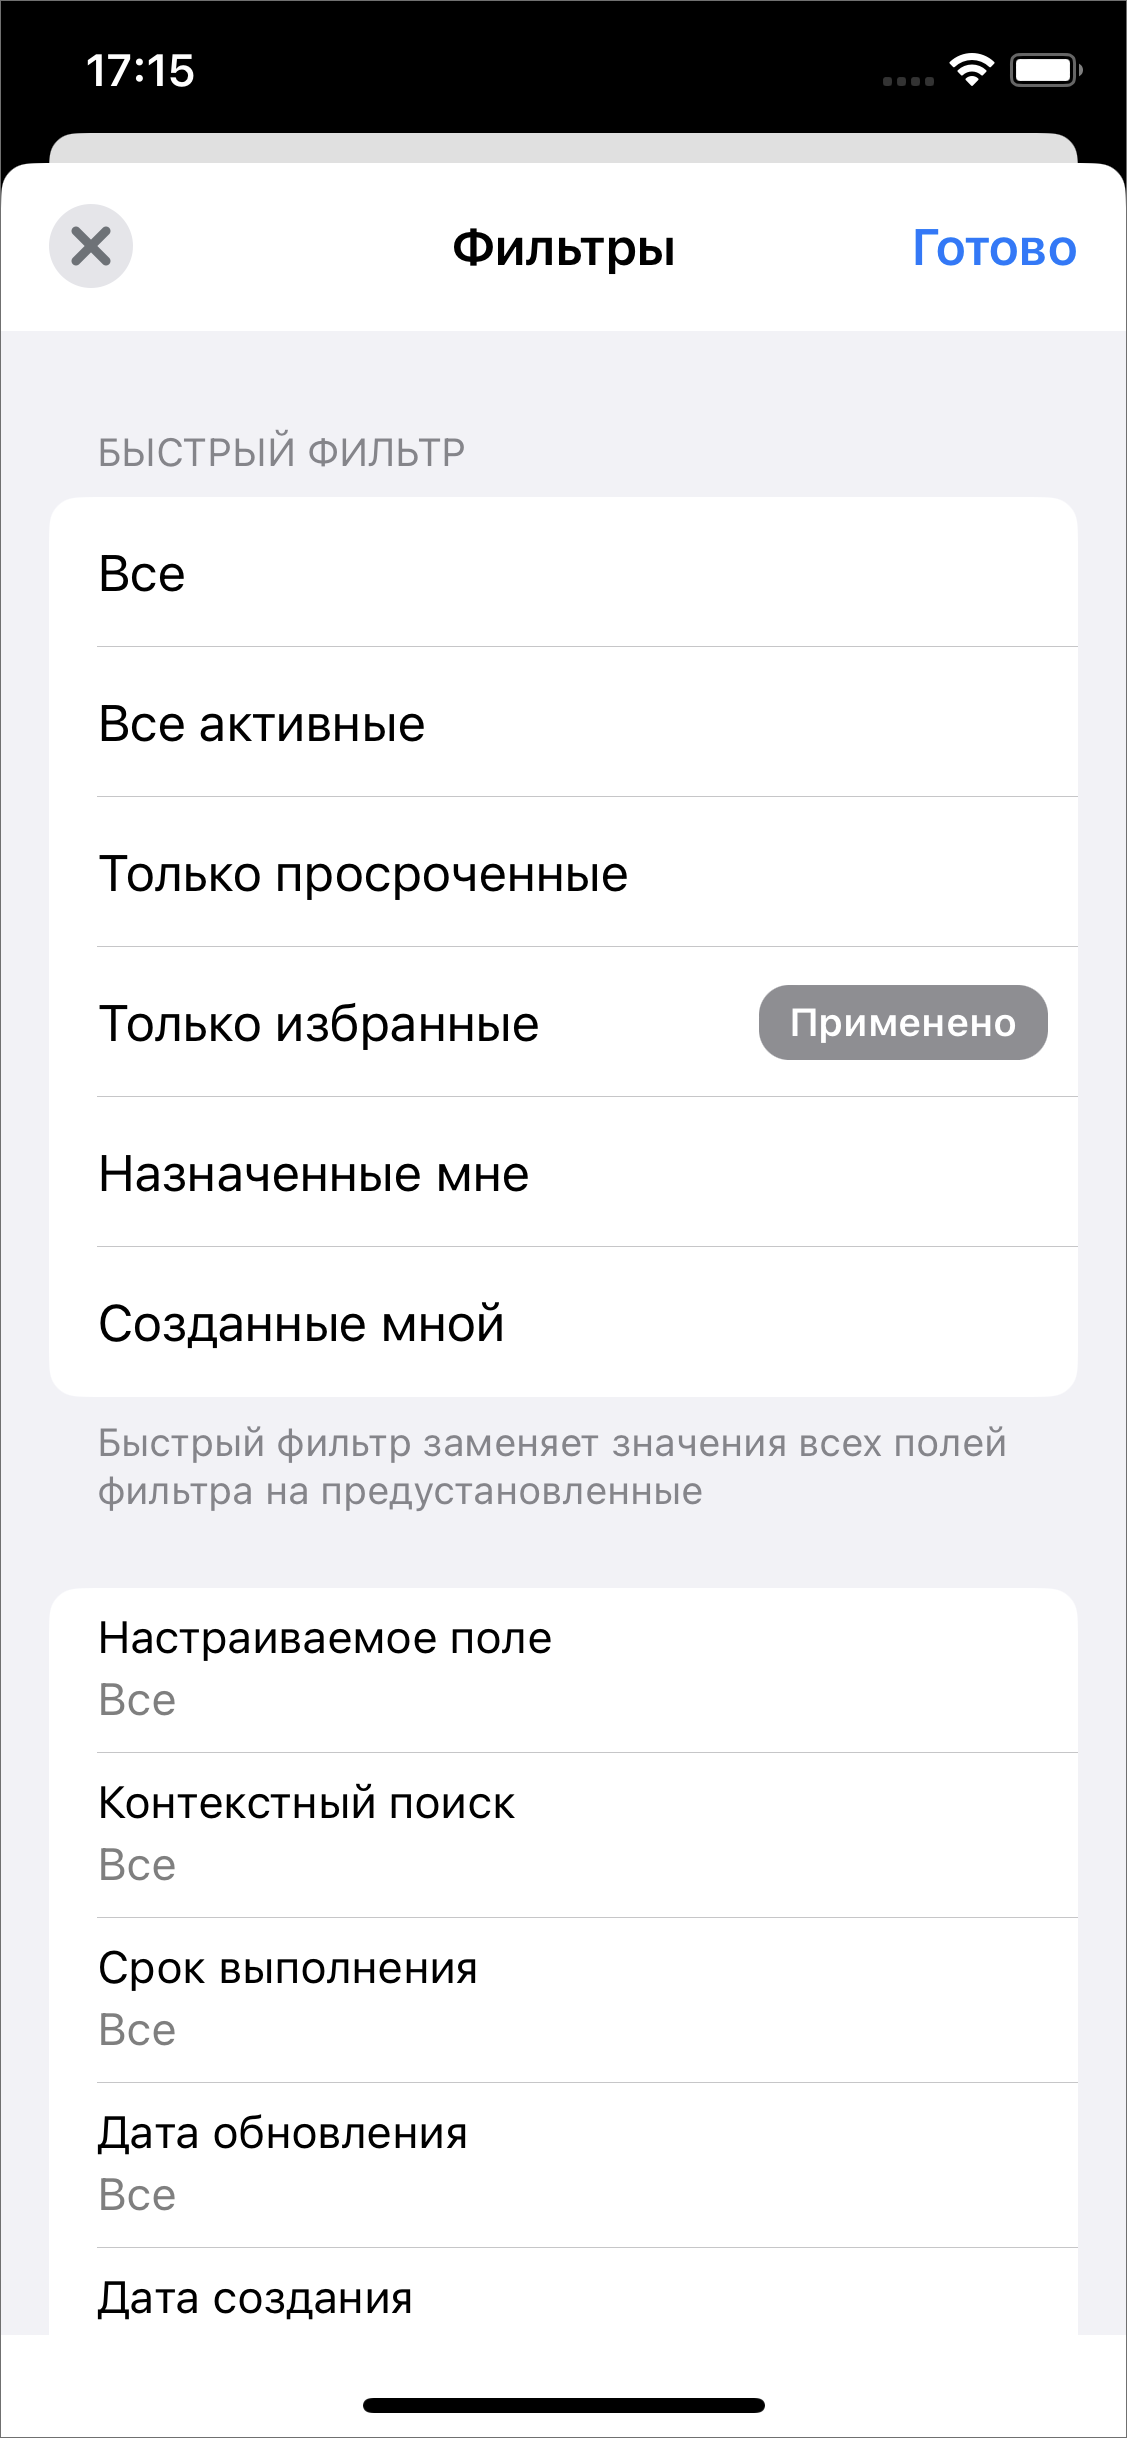 17:15
Фильтры
Готово
БЫСТРЫЙ ФИЛЬТР
Все
Все активные
Только просроченные
Только избранные
Применено
Назначенные мне
Созданные мной
Быстрый фильтр заменяет значения всех полей
фильтра на предустановленные
Настраиваемое поле
Все
Контекстный поиск
Все
Срок выполнения
Все
Дата обновления
Все
Дата создания